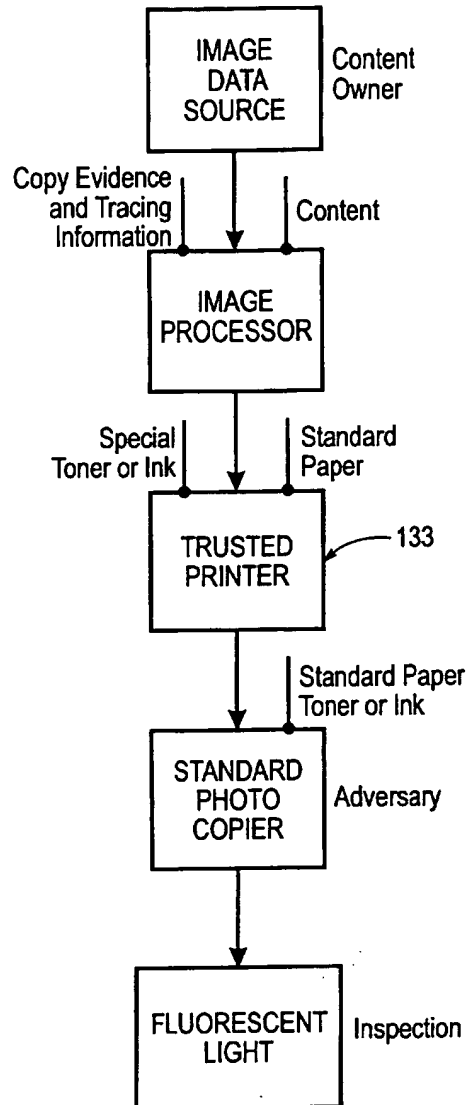 IMAGE
DATA
SOURCE
Content
Owner
Copy Evidence
and Tracing
Information
Content
IMAGE
PROCESSOR
Special
Toner or Ink
Standard
Paper
TRUSTED
PRINTER
133
Standard Paper
Toner or Ink
STANDARD
PHOTO
COPIER
Adversary
FLUORESCENT
LIGHT
Inspection